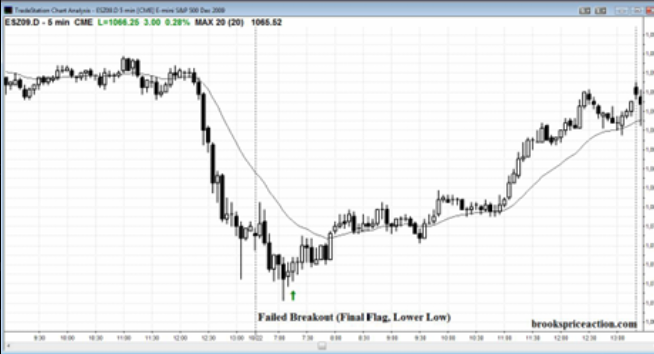 TradeStation Chart Analysis - ESZ09.D 5 min [CME] E-mini S&P 500 Dec 2009
ESZ09.D - 5 min CME L=1066.25 3.00 0.28% MAX 20 (20) 1065.52
Failed Breakout (Final Flag, Lower Low)
brookspriceaction.com
9:30 10:00 10:30 11:00 11:30 12:00 12:30 13:00 10/22 7:00 7:30 8:00 8:30 9:00 9:30 10:00 10:30 11:00 11:30 12:00 12:30 13:00